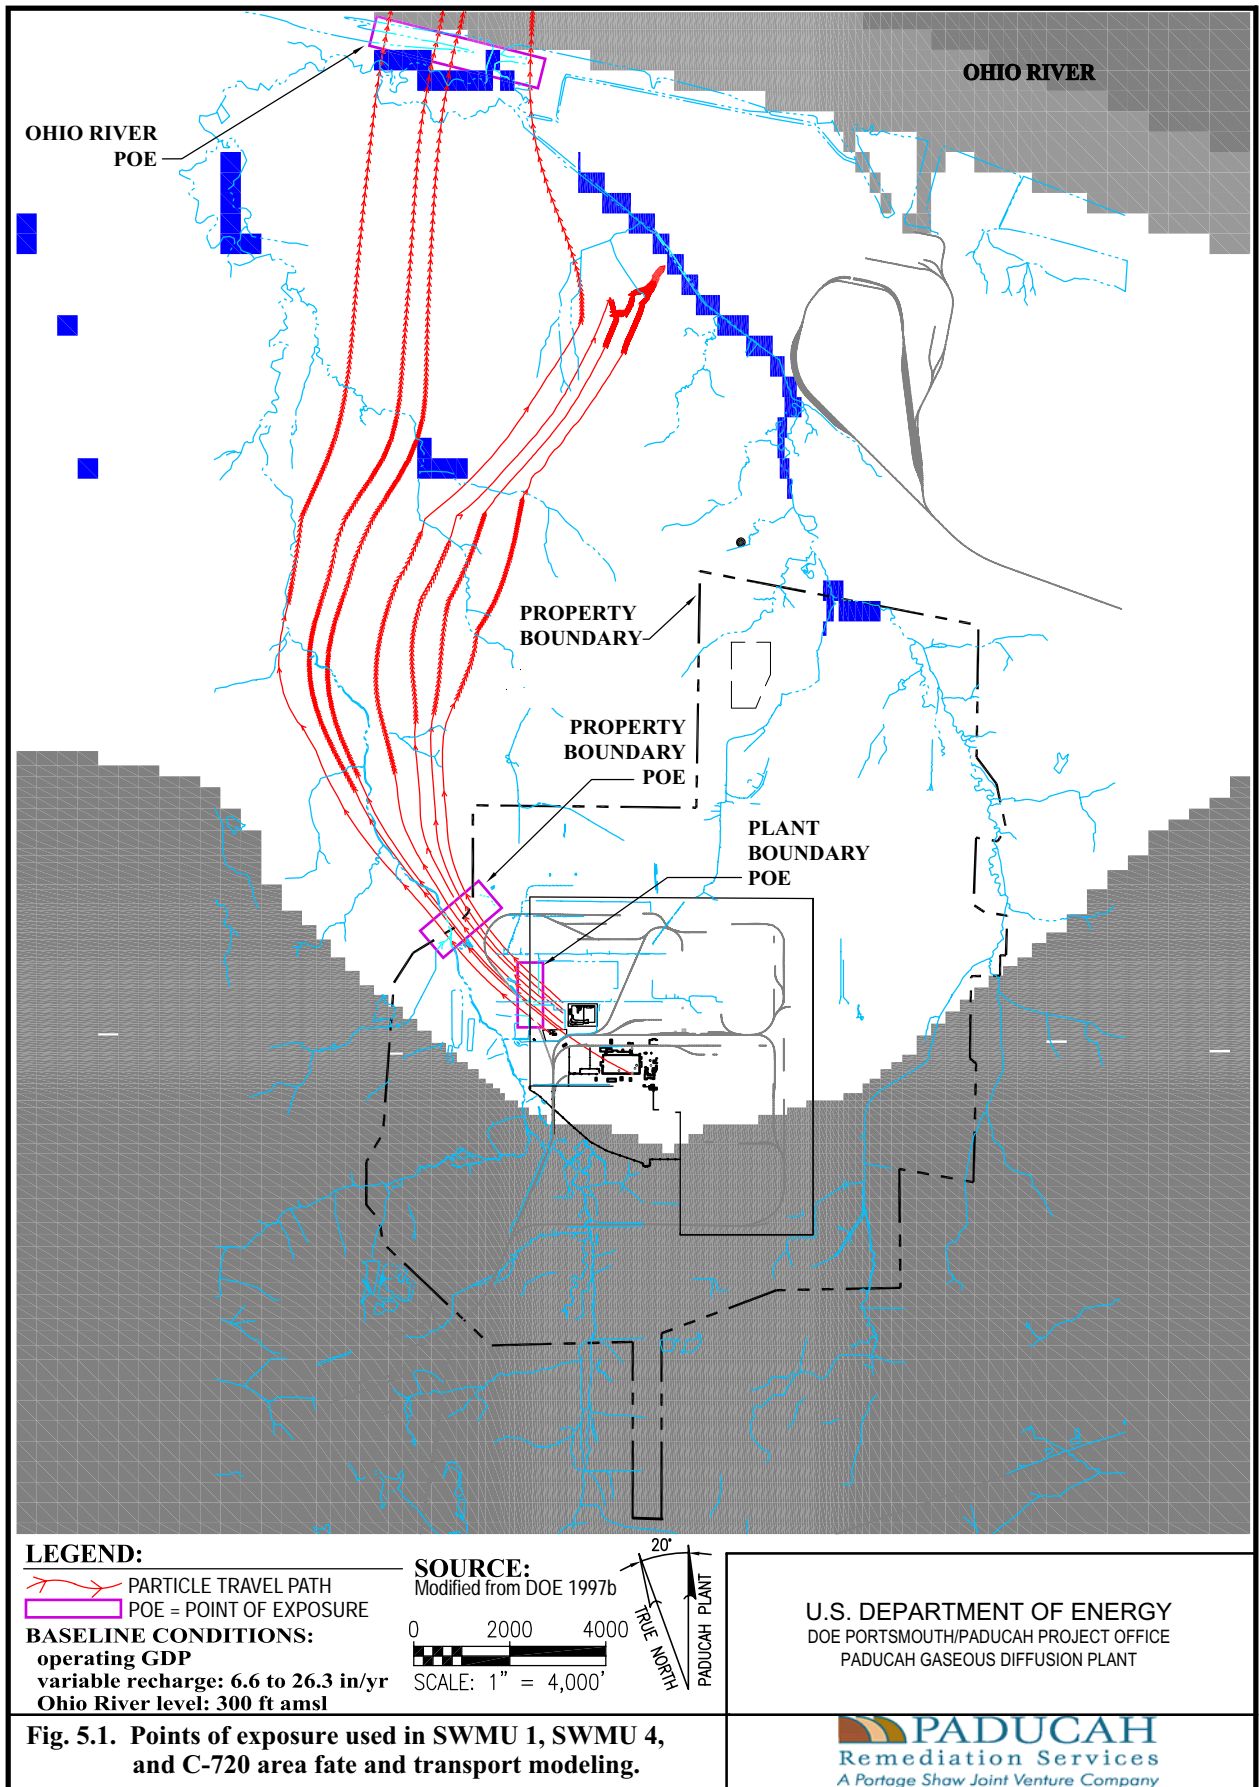 OHIO RIVER
OHIO RIVER
POE
PROPERTY
BOUNDARY
PROPERTY
BOUNDARY
POE
PLANT
BOUNDARY
POE
LEGEND:
PARTICLE TRAVEL PATH
POE = POINT OF EXPOSURE
BASELINE CONDITIONS:
operating GDP
variable recharge: 6.6 to 26.3 in/yr
Ohio River level: 300 ft amsl
SOURCE:
Modified from DOE 1997b
0 2000 4000
SCALE: 1" = 4,000'
20°
TRUE NORTH
PADUCAH PLANT
U.S. DEPARTMENT OF ENERGY
DOE PORTSMOUTH/PADUCAH PROJECT OFFICE
PADUCAH GASEOUS DIFFUSION PLANT
Fig. 5.1. Points of exposure used in SWMU 1, SWMU 4,
and C-720 area fate and transport modeling.
PADUCAH
Remediation Services
A Portage Shaw Joint Venture Company